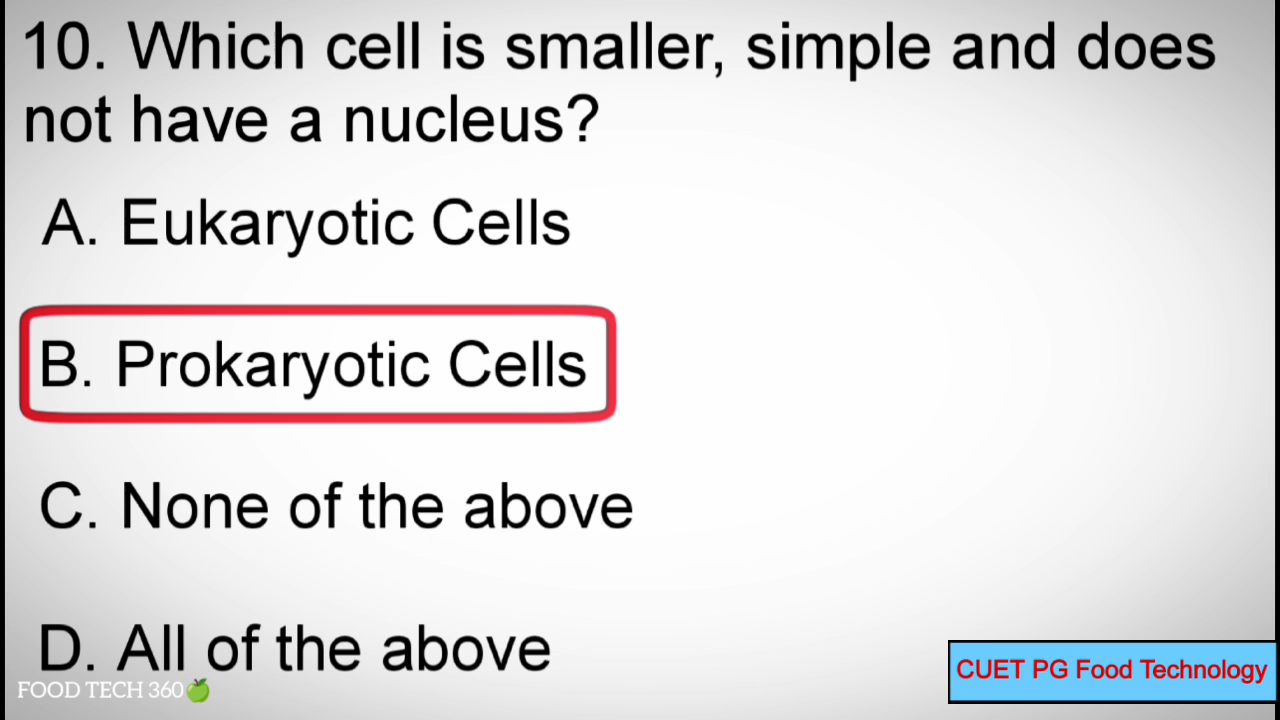 10. Which cell is smaller, simple and does
not have a nucleus?
A. Eukaryotic Cells
B. Prokaryotic Cells
C. None of the above
D. All of the above
FOOD TECH 360
CUET PG Food Technology